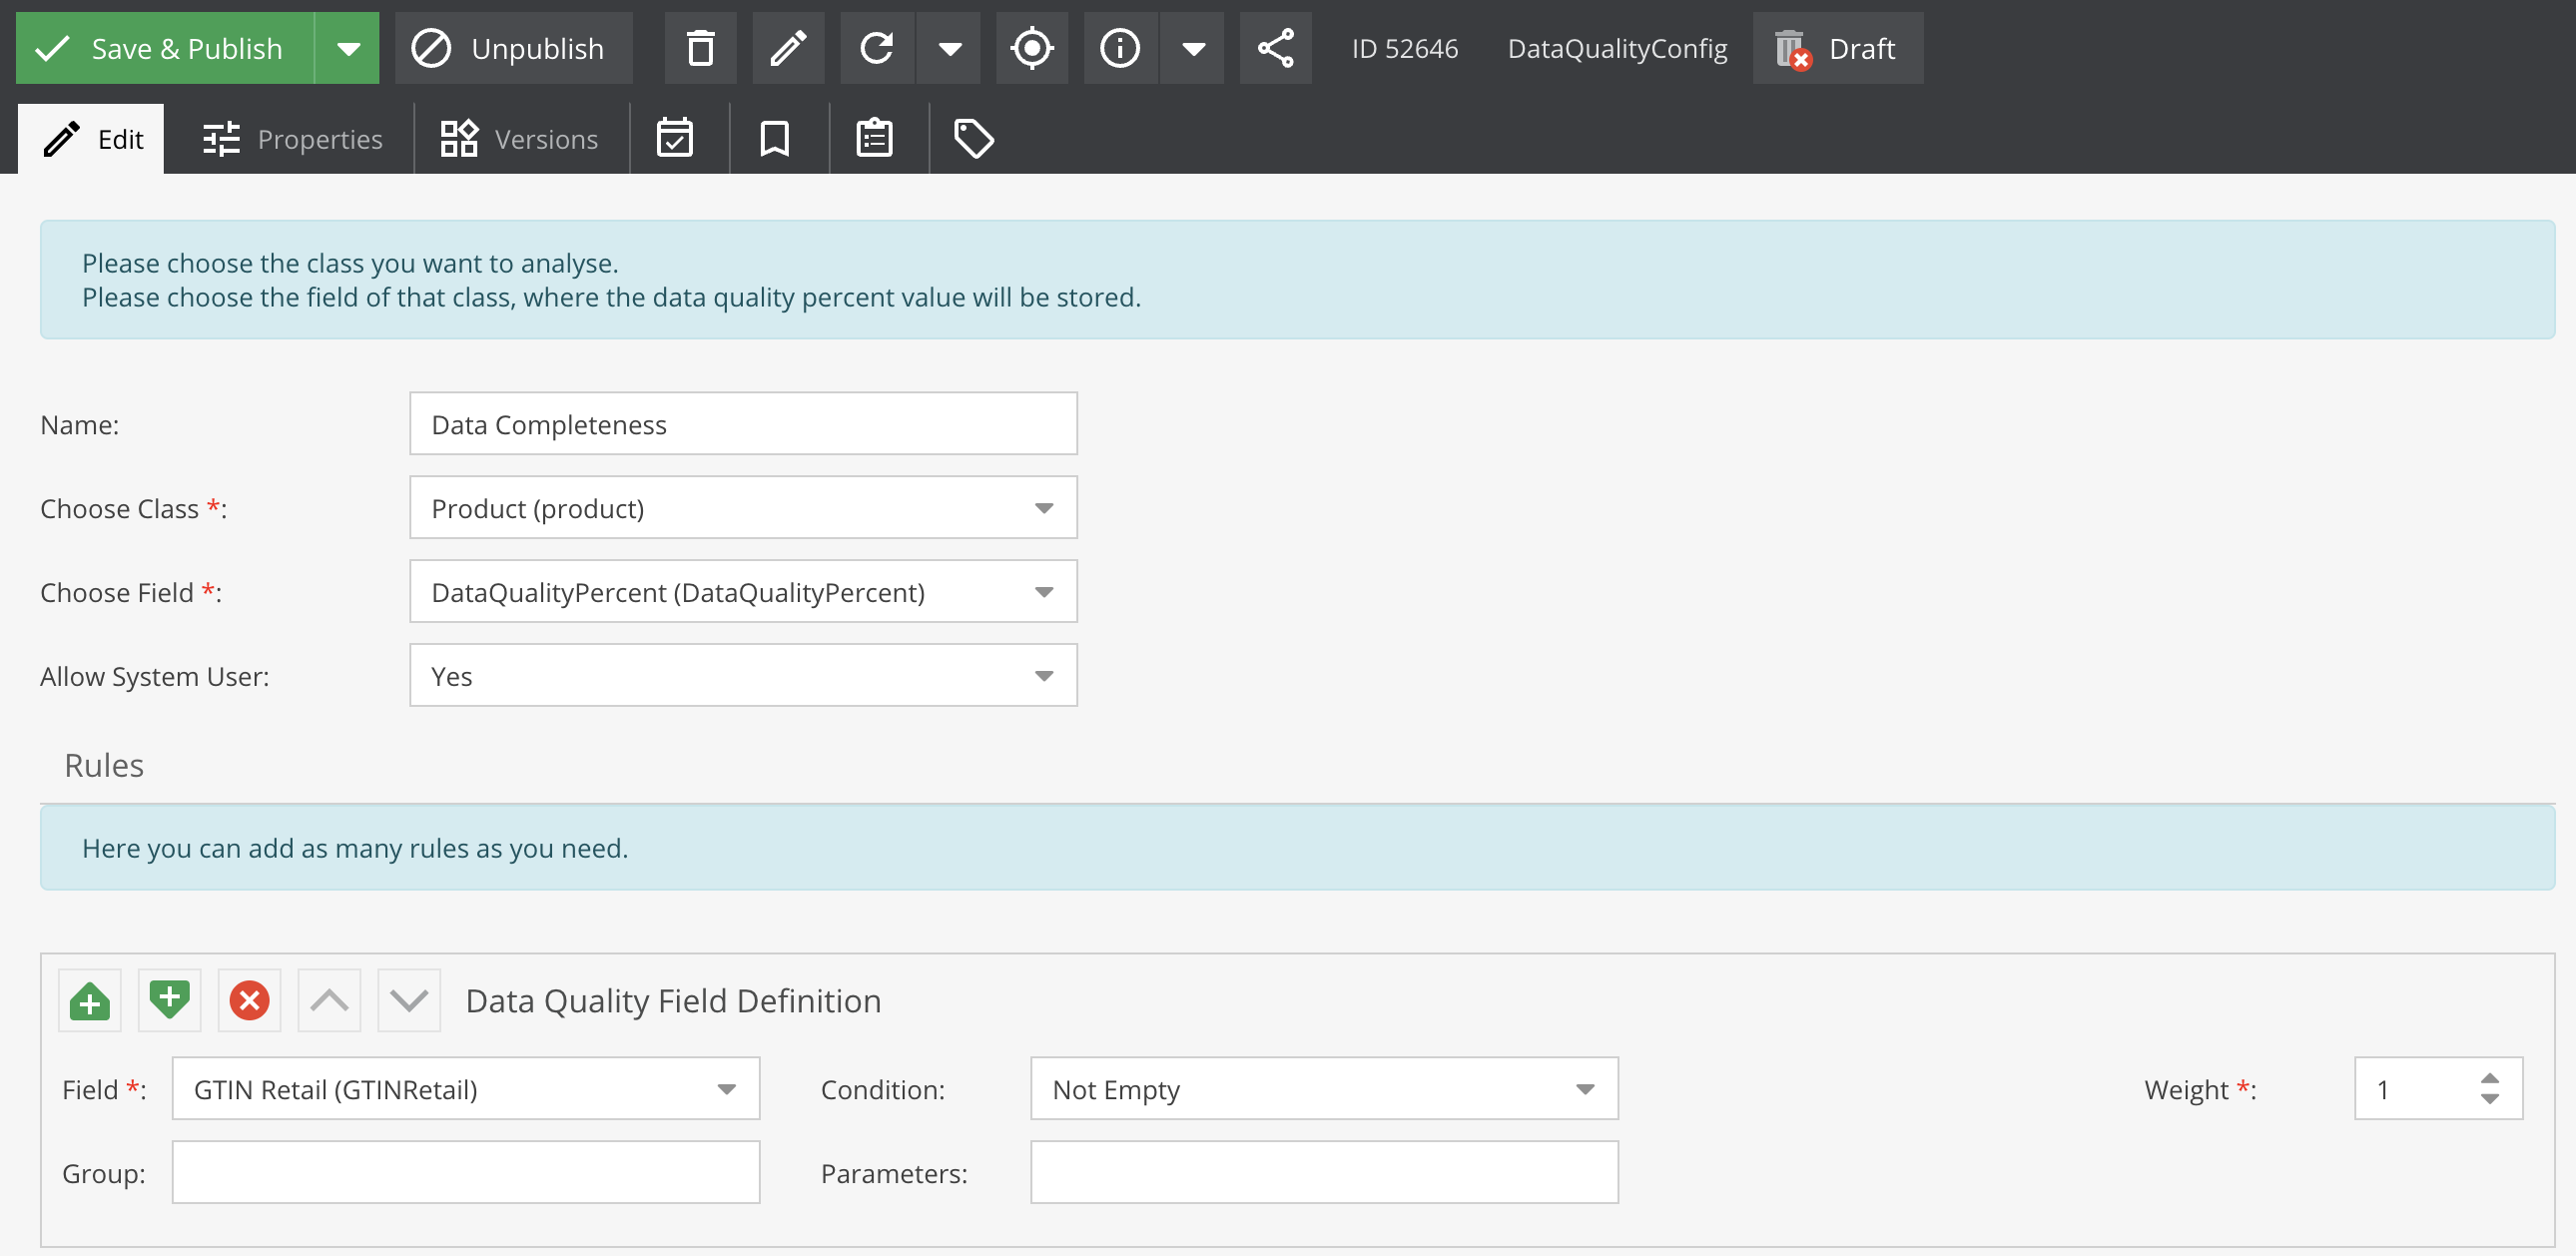 Save & Publish Unpublish ID 52646 DataQualityConfig Draft
Edit Properties Versions
Please choose the class you want to analyse.
Please choose the field of that class, where the data quality percent value will be stored.
Name: Data Completeness
Choose Class *: Product (product)
Choose Field *: DataQualityPercent (DataQualityPercent)
Allow System User: Yes
Rules
Here you can add as many rules as you need.
Data Quality Field Definition
Field *: GTIN Retail (GTINRetail) Condition: Not Empty Weight *: 1
Group: Parameters: